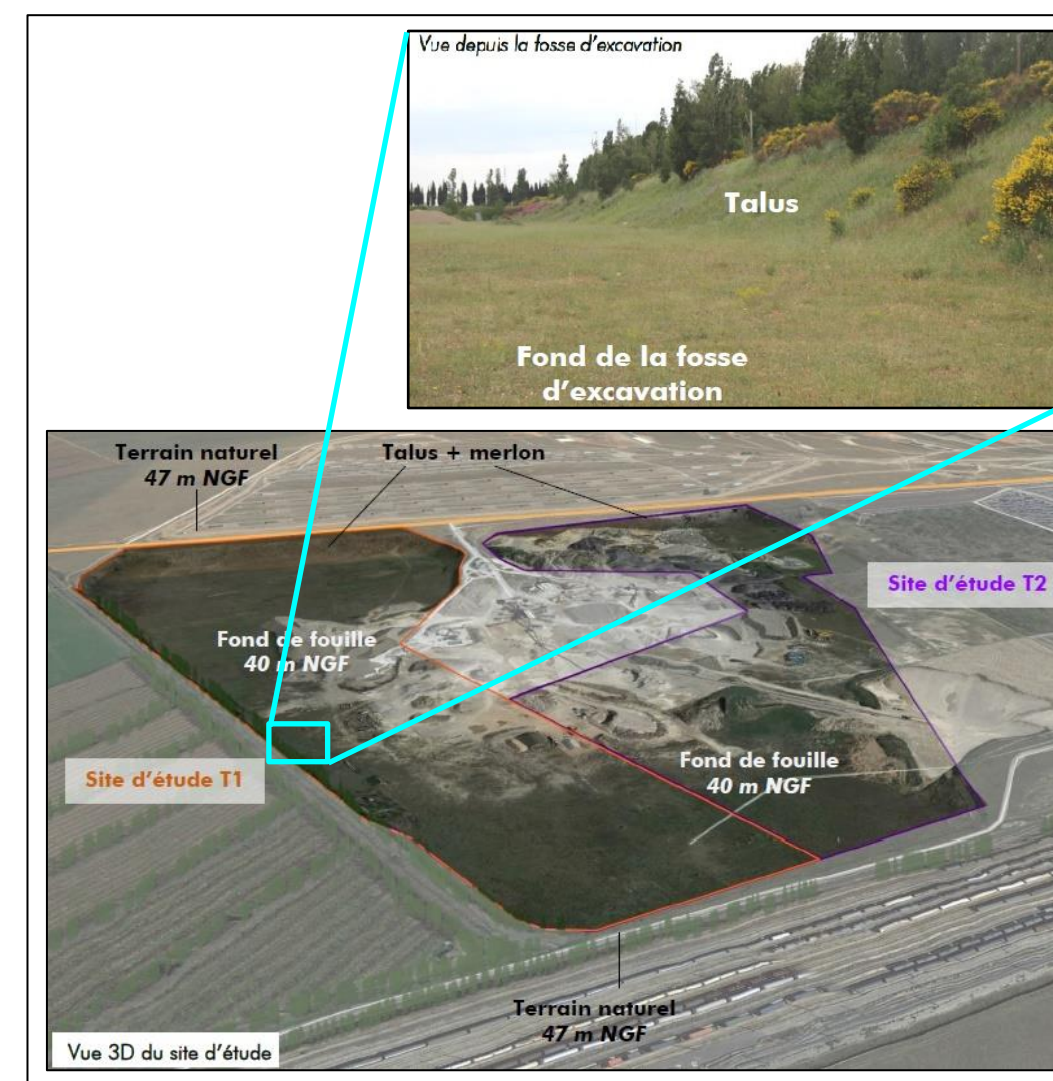 Vue depuis la fosse d'excavation
Talus
Fond de la fosse
d'excavation
Terrain naturel
47 m NGF
Talus + merlon
Site d'étude T2
Fond de fouille
40 m NGF
Site d'étude T1
Fond de fouille
40 m NGF
Terrain naturel
47 m NGF
Vue 3D du site d'étude